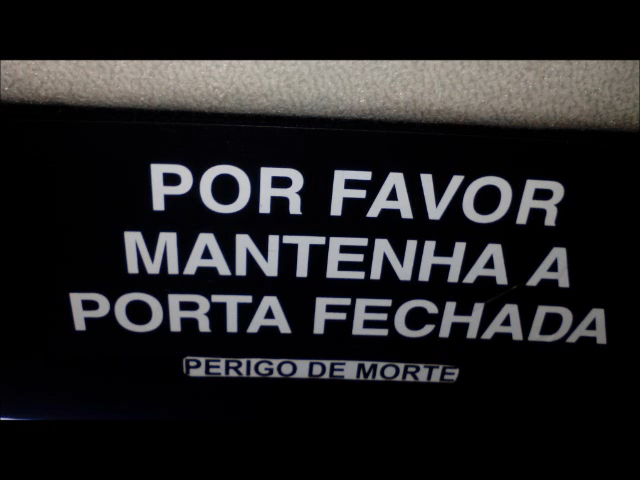 POR FAVOR
MANTENHA A
PORTA FECHADA
PERIGO DE MORTE